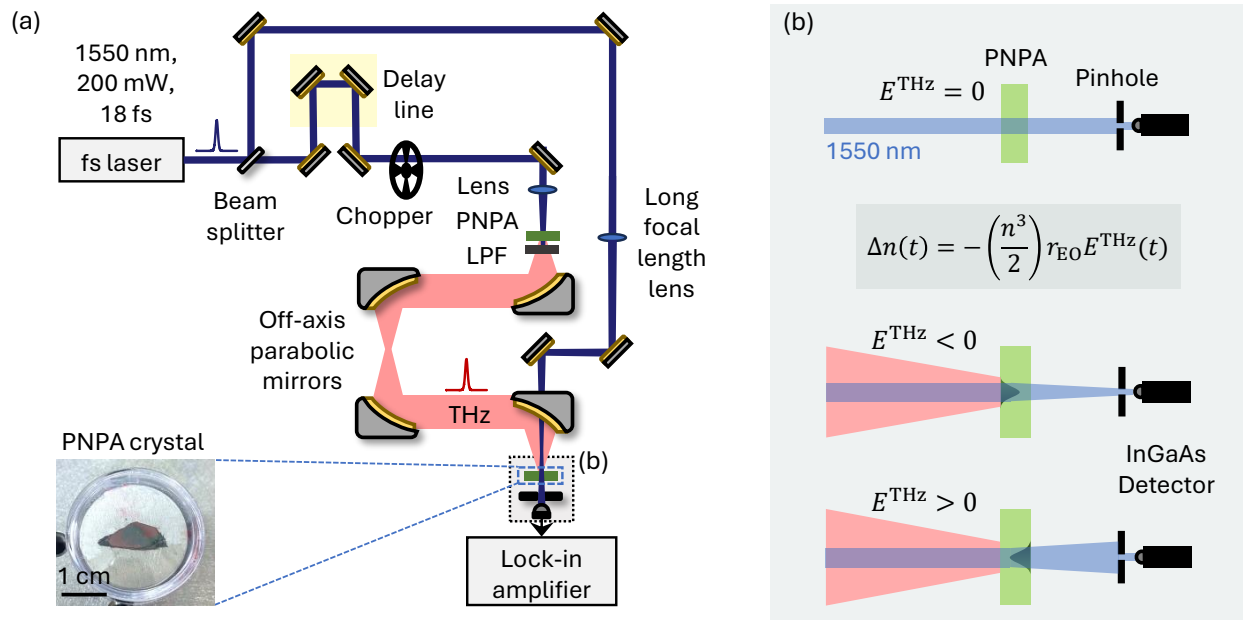 (a)
1550 nm,
200 mW,
18 fs
fs laser
Beam
splitter
Delay
line
Chopper
Lens
PNPA
LPF
Long
focal
length
lens
Off-axis
parabolic
mirrors
THz
PNPA crystal
1 cm
(b)
Lock-in
amplifier
(b)
PNPA
Pinhole
E^THz = 0
1550 nm
Δn(t) = −(n³/2) r_EO E^THz(t)
E^THz < 0
InGaAs
Detector
E^THz > 0